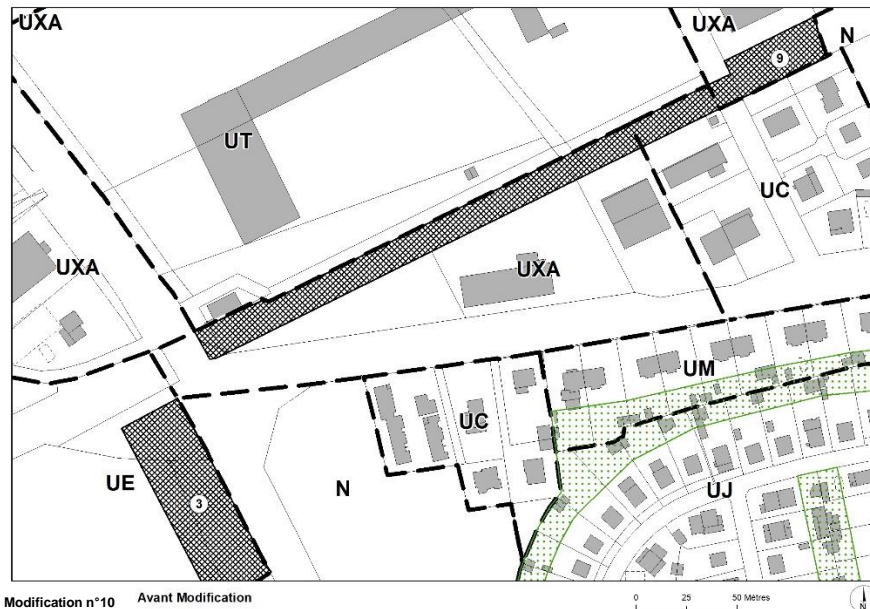 UXA
UXA
N
9
UT
UC
UXA
UXA
UM
UC
UE
N
UJ
3
Modification n°10
Avant Modification
0 25 50 Mètres
N